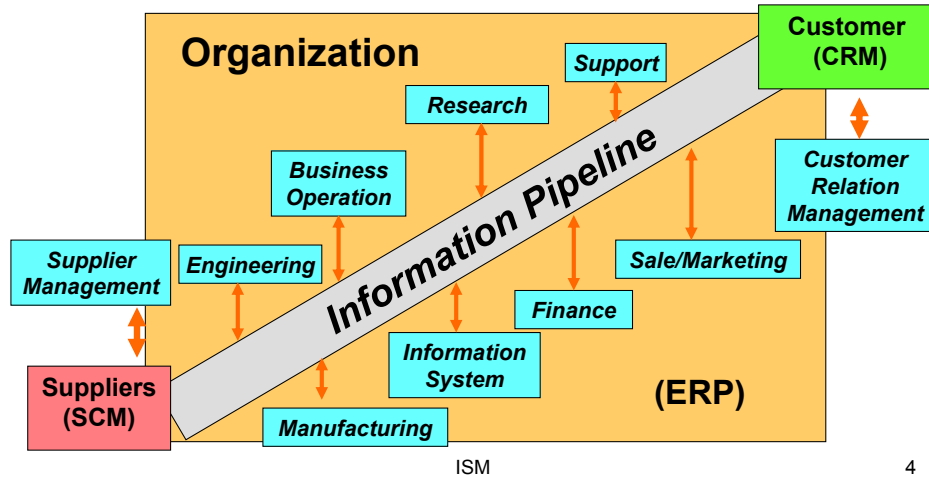 Organization
Customer
(CRM)
Support
Research
Information Pipeline
Business
Operation
Customer
Relation
Management
Supplier
Management
Engineering
Sale/Marketing
Finance
Information
System
Suppliers
(SCM)
(ERP)
Manufacturing
ISM
4